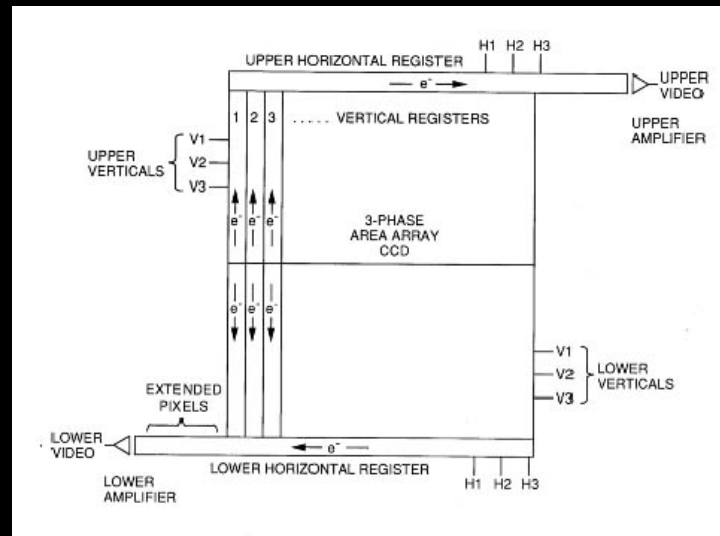 H1 H2 H3
UPPER HORIZONTAL REGISTER
e-
UPPER
VIDEO
UPPER
AMPLIFIER
1 2 3 ..... VERTICAL REGISTERS
UPPER
VERTICALS
V1
V2
V3
e- e- e-
3-PHASE
AREA ARRAY
CCD
e- e- e-
V1
V2
V3
LOWER
VERTICALS
EXTENDED
PIXELS
LOWER
VIDEO
e-
LOWER
AMPLIFIER
LOWER HORIZONTAL REGISTER
H1 H2 H3